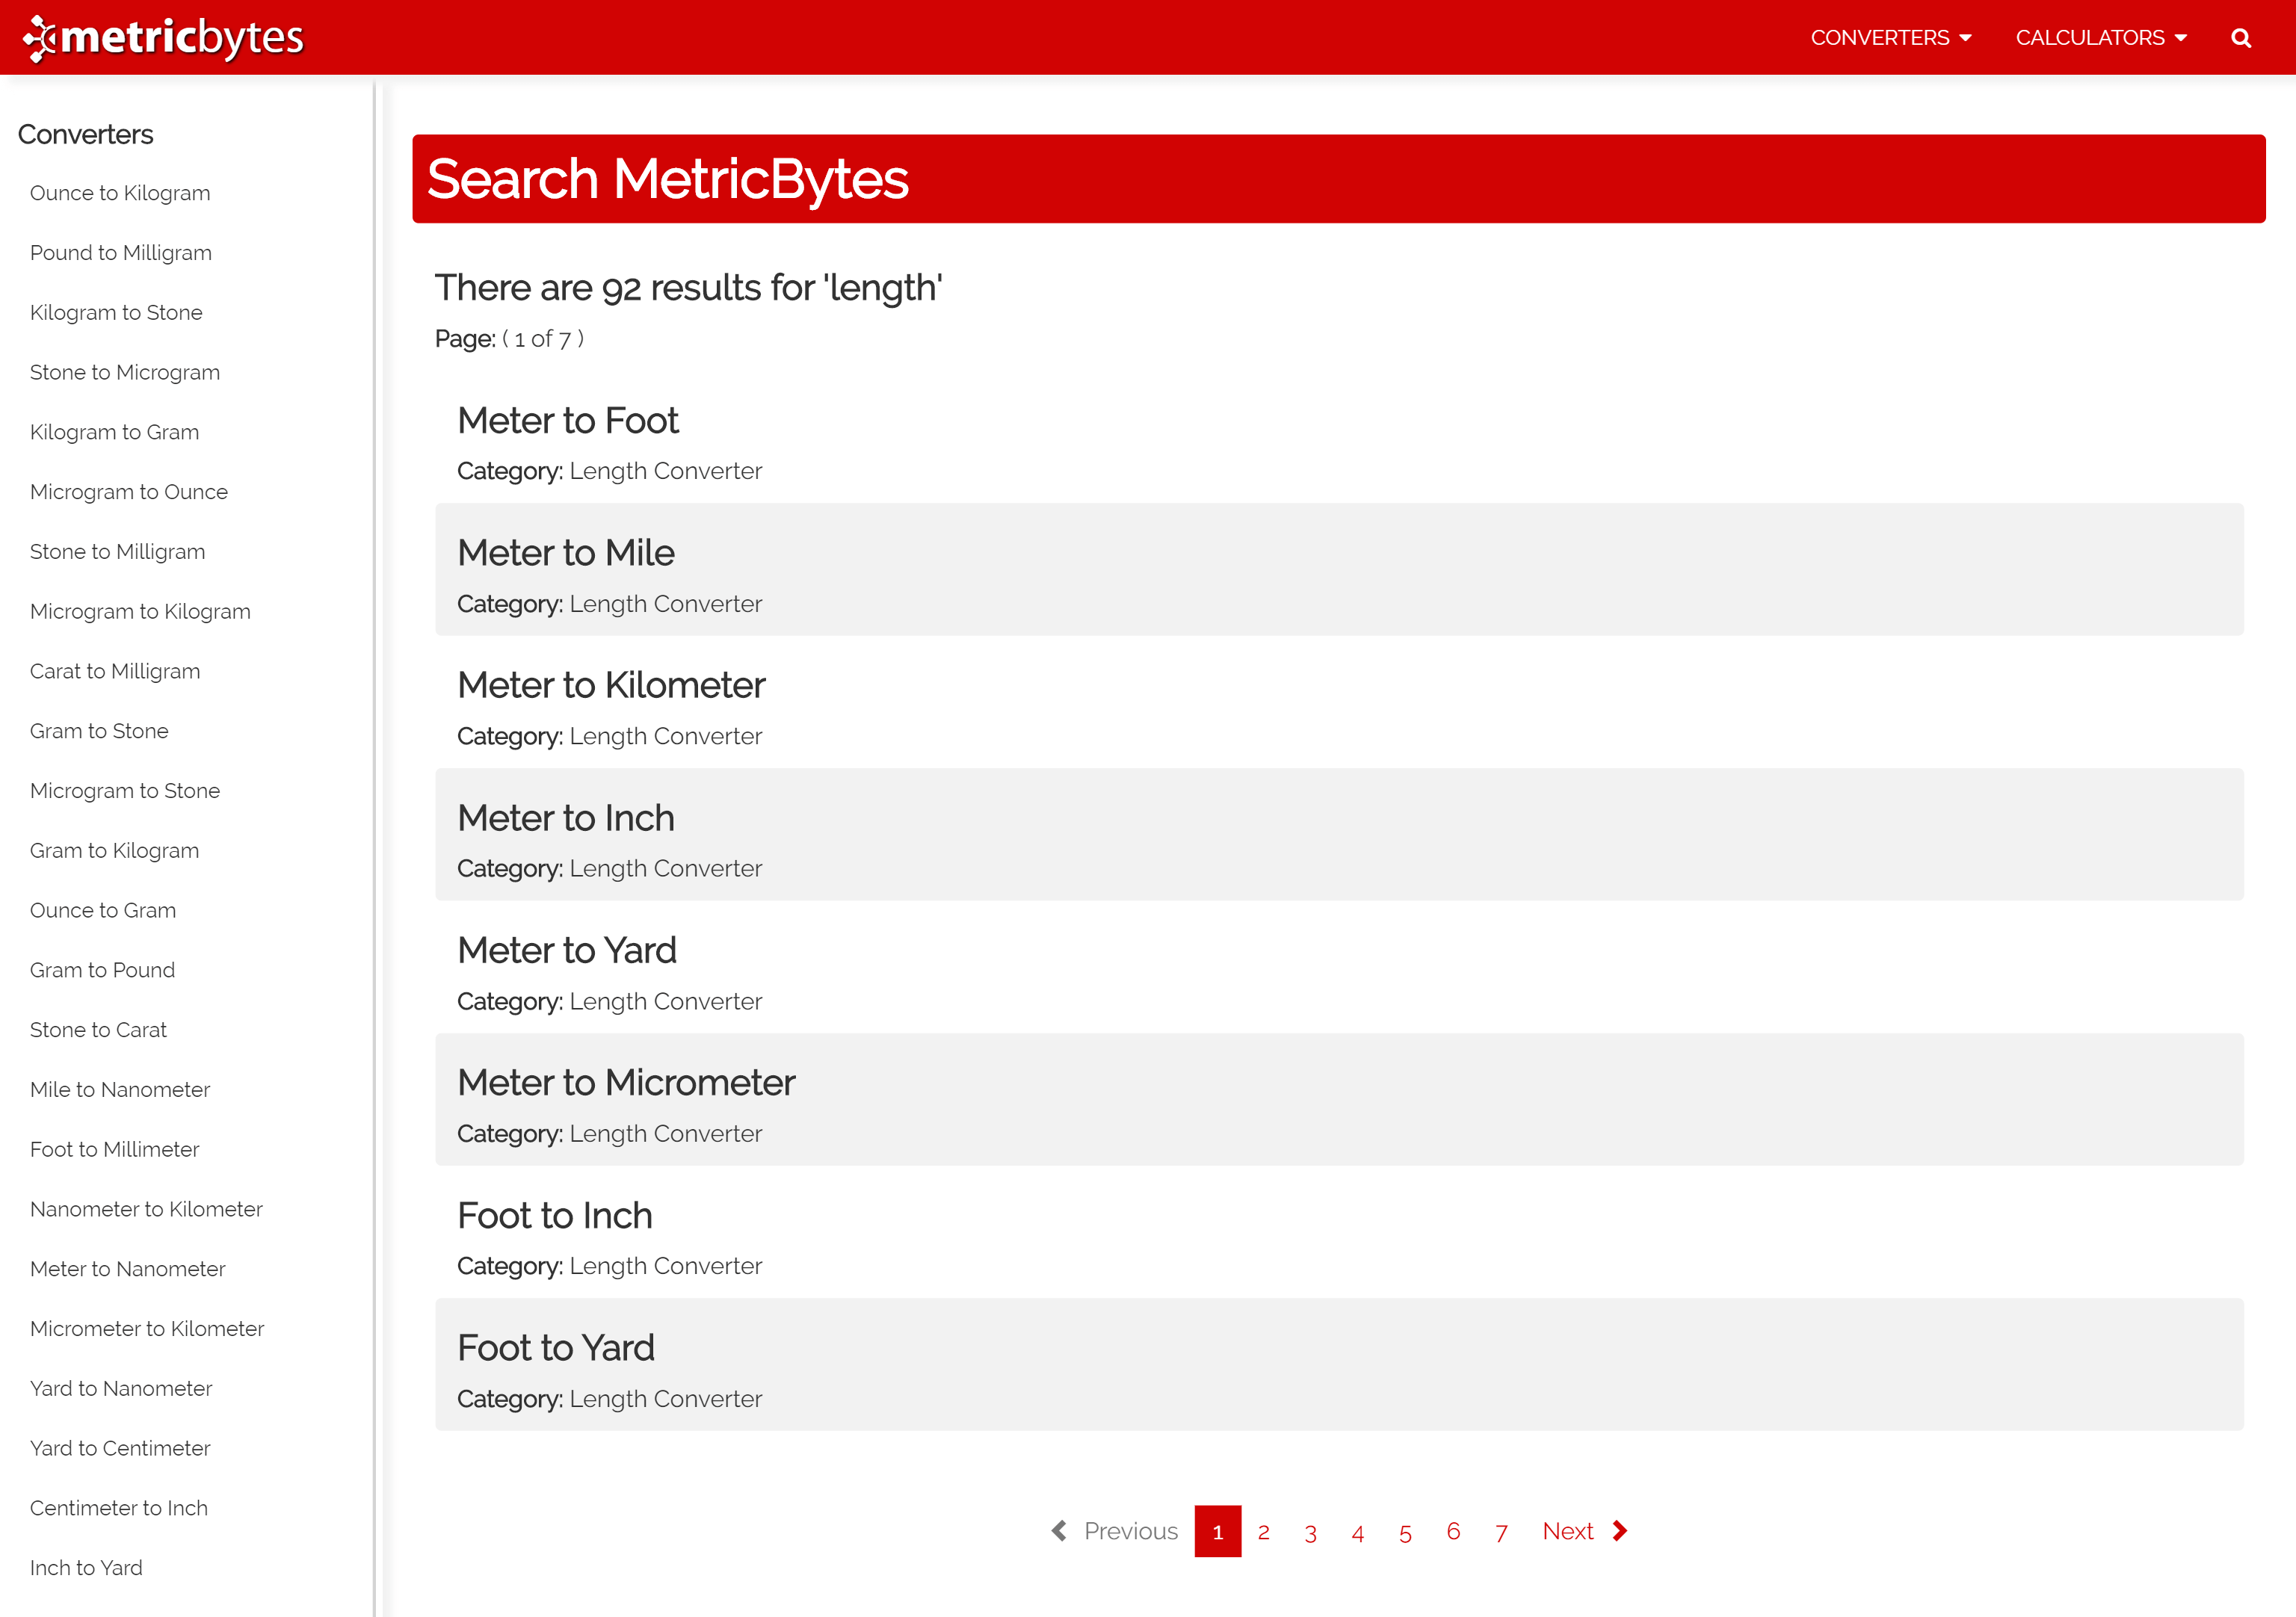 metricbytes
CONVERTERS
CALCULATORS
Converters
Ounce to Kilogram
Pound to Milligram
Kilogram to Stone
Stone to Microgram
Kilogram to Gram
Microgram to Ounce
Stone to Milligram
Microgram to Kilogram
Carat to Milligram
Gram to Stone
Microgram to Stone
Gram to Kilogram
Ounce to Gram
Gram to Pound
Stone to Carat
Mile to Nanometer
Foot to Millimeter
Nanometer to Kilometer
Meter to Nanometer
Micrometer to Kilometer
Yard to Nanometer
Yard to Centimeter
Centimeter to Inch
Inch to Yard
Search MetricBytes
There are 92 results for 'length'
Page: ( 1 of 7 )
Meter to Foot
Category: Length Converter
Meter to Mile
Category: Length Converter
Meter to Kilometer
Category: Length Converter
Meter to Inch
Category: Length Converter
Meter to Yard
Category: Length Converter
Meter to Micrometer
Category: Length Converter
Foot to Inch
Category: Length Converter
Foot to Yard
Category: Length Converter
Previous 1 2 3 4 5 6 7 Next